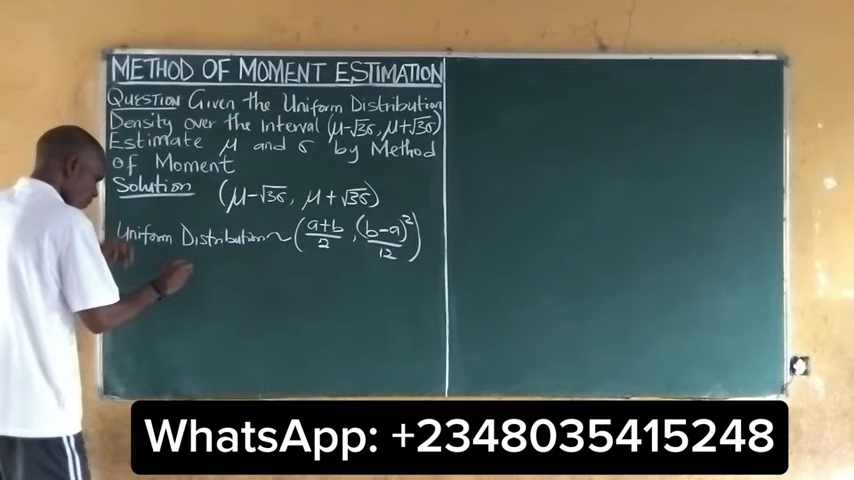 METHOD OF MOMENT ESTIMATION
QUESTION Given the Uniform Distribution
Density over the Interval (μ-√3σ, μ+√3σ)
Estimate μ and σ by Method
of Moment
Solution (μ-√3σ, μ+√3σ)
Uniform Distribution ~ (a+b/2, (b-a)²/12)
WhatsApp: +2348035415248